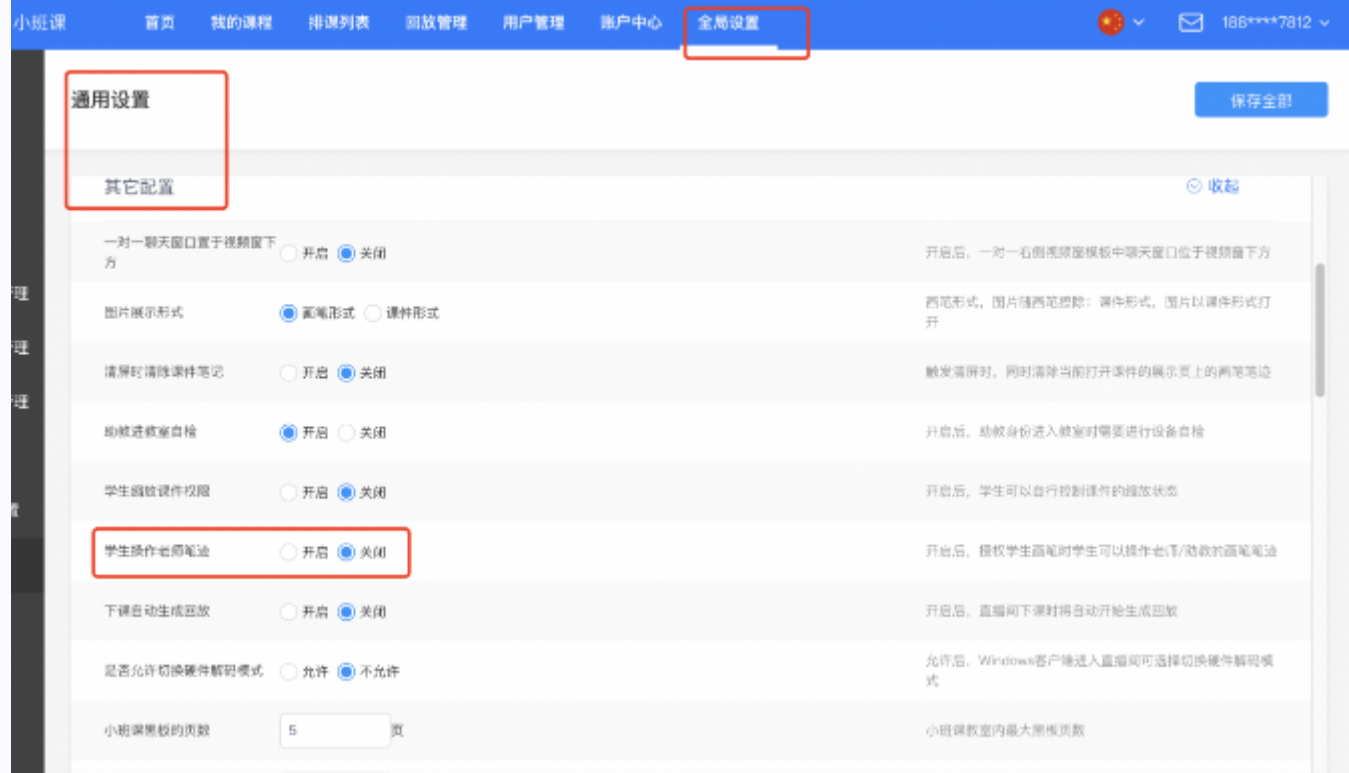 小班课 首页 我的课程 排课列表 回放管理 用户管理 账户中心 全局设置 188****7812
通用设置 保存全部
其它配置 收起
一对一聊天窗口置于视频窗下
方 开启 关闭 开启后，一对一右侧视频窗模板中聊天窗口位于视频窗下方
理
图片展示形式 画笔形式 课件形式 画笔形式，图片随画笔擦除；课件形式，图片以课件形式打
开
理
清屏时清除课件笔记 开启 关闭 触发清屏时，同时清除当前打开课件的展示页上的画笔笔迹
理
助教进教室自检 开启 关闭 开启后，助教身份进入教室时需要进行设备自检
学生缩放课件权限 开启 关闭 开启后，学生可以自行控制课件的缩放状态
置
学生操作老师笔迹 开启 关闭 开启后，授权学生画笔时学生可以操作老师/助教的画笔笔迹
下课自动生成回放 开启 关闭 开启后，直播间下课时将自动开始生成回放
是否允许切换硬件解码模式 允许 不允许 允许后，Windows客户端进入直播间可选择切换硬件解码模
式
小班课黑板的页数 5 页 小班课教室内最大黑板页数